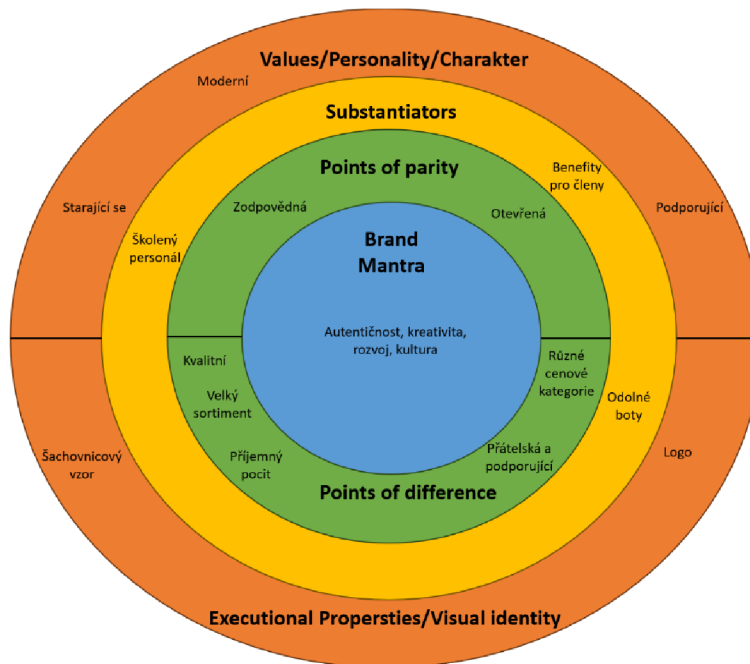 Values/Personality/Charakter
Moderní
Substantiators
Points of parity
Benefity
pro členy
Starající se
Zodpovědná
Otevřená
Podporující
Školený
personál
Brand
Mantra
Autentičnost, kreativita,
rozvoj, kultura
Kvalitní
Různé
cenové
kategorie
Velký
sortiment
Odolné
boty
Šachovnicový
vzor
Příjemný
pocit
Přátelská a
podporující
Logo
Points of difference
Executional Propersties/Visual identity